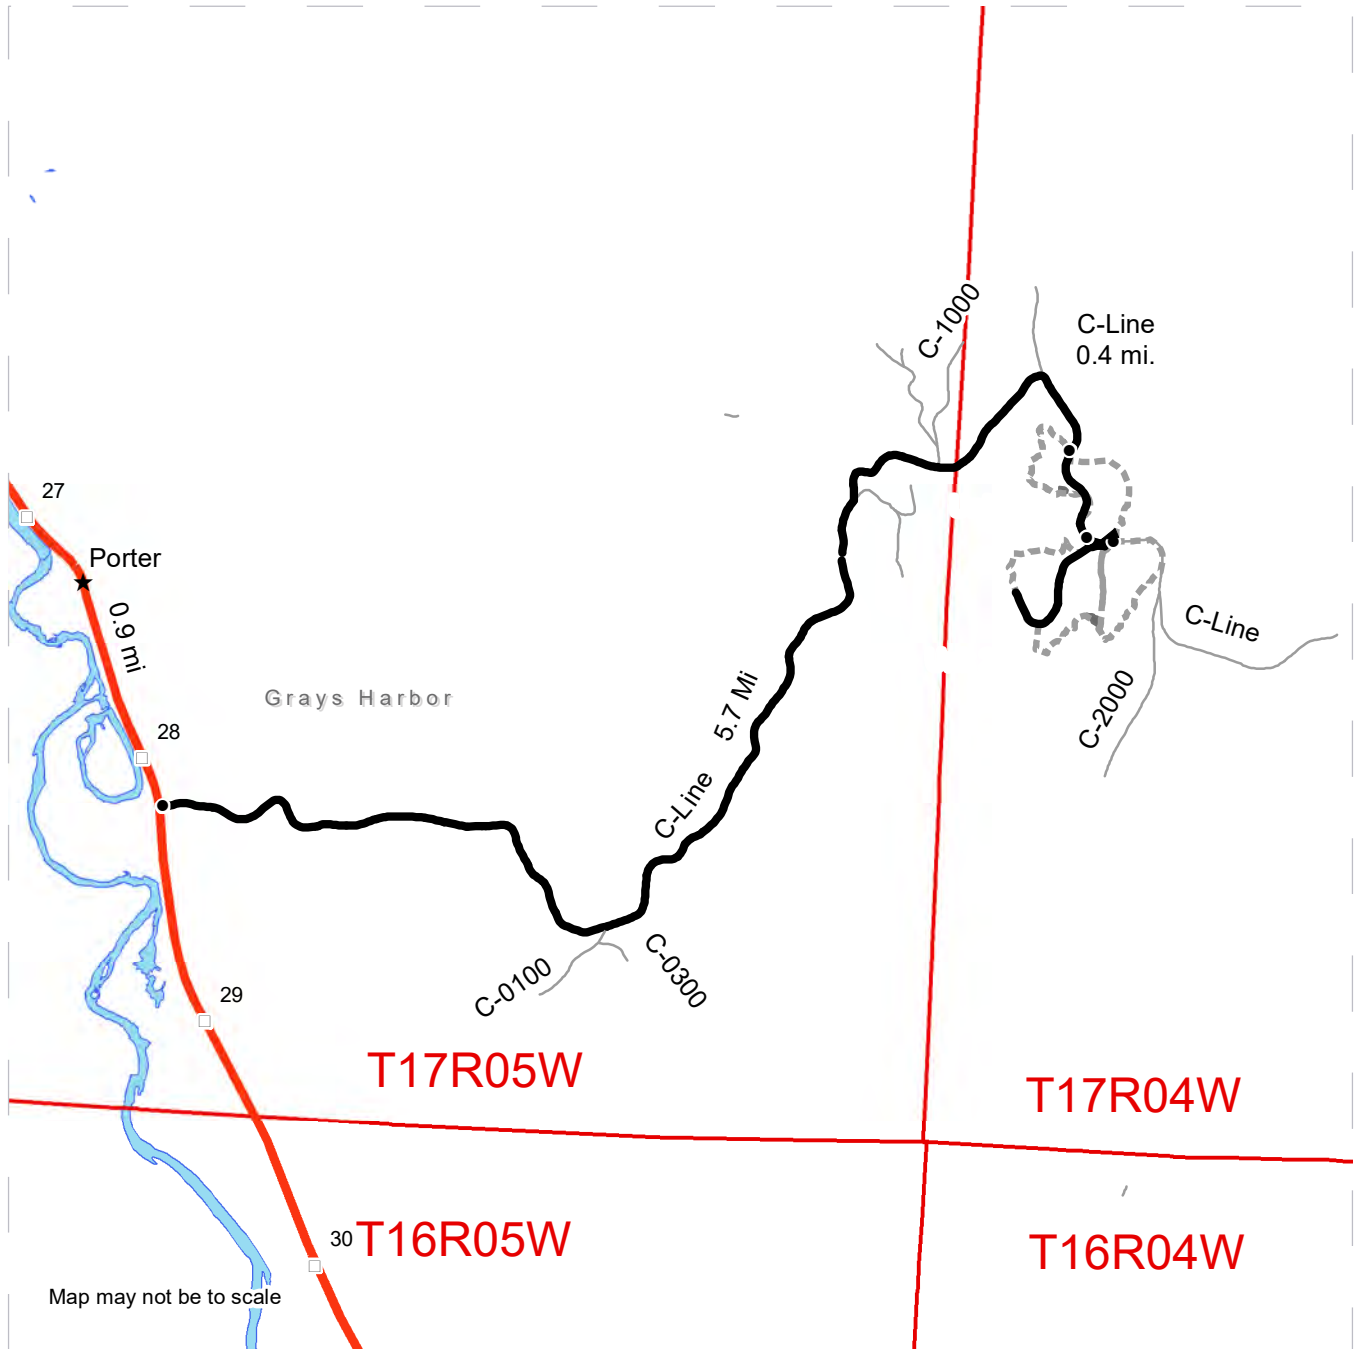 C-1000
C-Line
0.4 mi.
27
Porter
0.9 mi
C-Line
C-2000
5.7 Mi
Grays Harbor
28
C-Line
C-0300
C-0100
29
T17R05W
T17R04W
30
T16R05W
T16R04W
Map may not be to scale